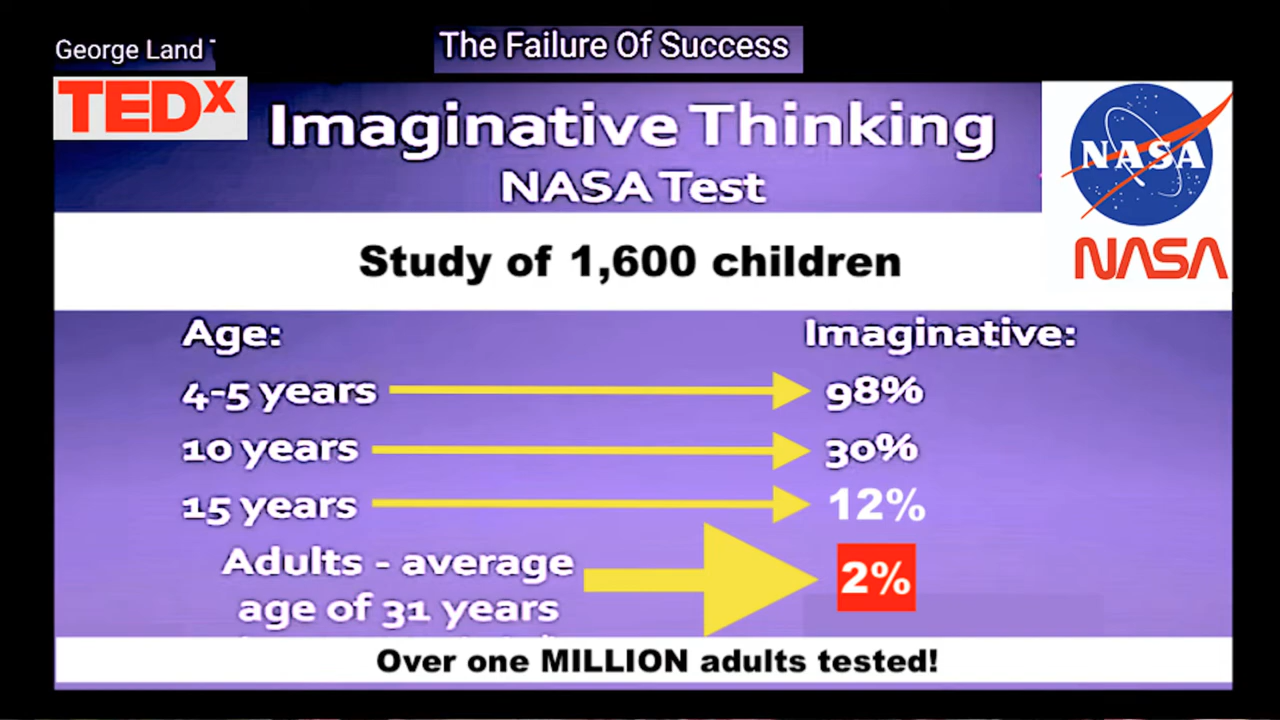 George Land
The Failure Of Success
TEDx
Imaginative Thinking
NASA Test
NASA
NASA
Study of 1,600 children
Age:
Imaginative:
4-5 years
98%
10 years
30%
15 years
12%
Adults - average
age of 31 years
2%
Over one MILLION adults tested!